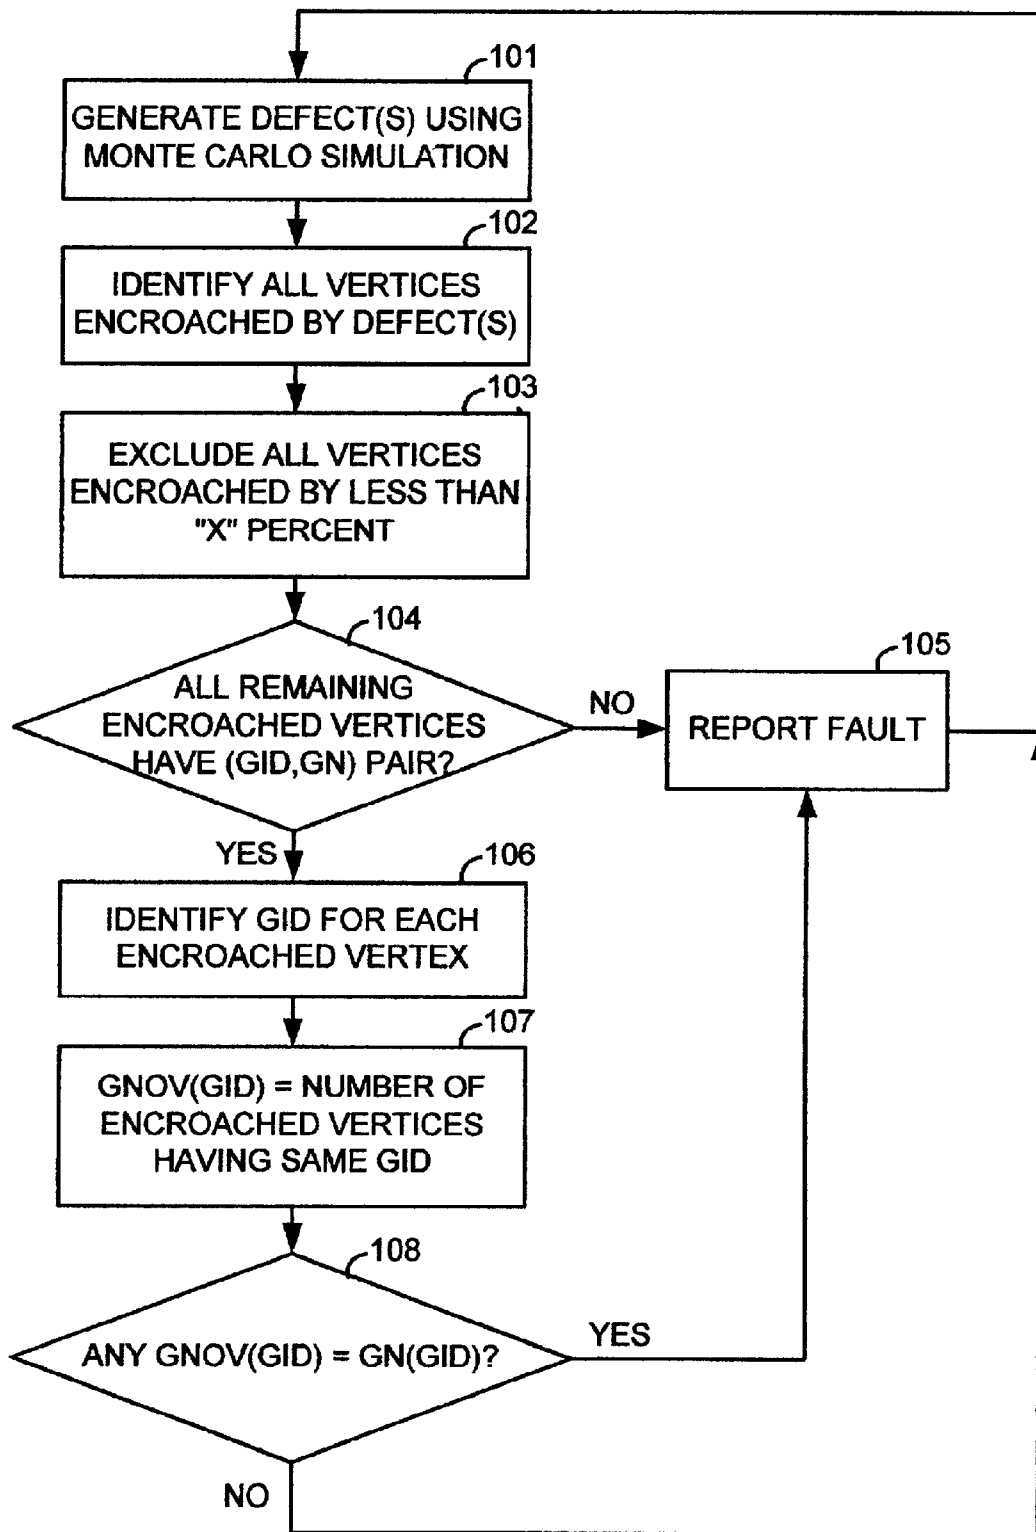 101
GENERATE DEFECT(S) USING
MONTE CARLO SIMULATION
102
IDENTIFY ALL VERTICES
ENCROACHED BY DEFECT(S)
103
EXCLUDE ALL VERTICES
ENCROACHED BY LESS THAN
"X" PERCENT
104
ALL REMAINING
ENCROACHED VERTICES
HAVE (GID,GN) PAIR?
NO
105
REPORT FAULT
YES
106
IDENTIFY GID FOR EACH
ENCROACHED VERTEX
107
GNOV(GID) = NUMBER OF
ENCROACHED VERTICES
HAVING SAME GID
108
ANY GNOV(GID) = GN(GID)?
YES
NO